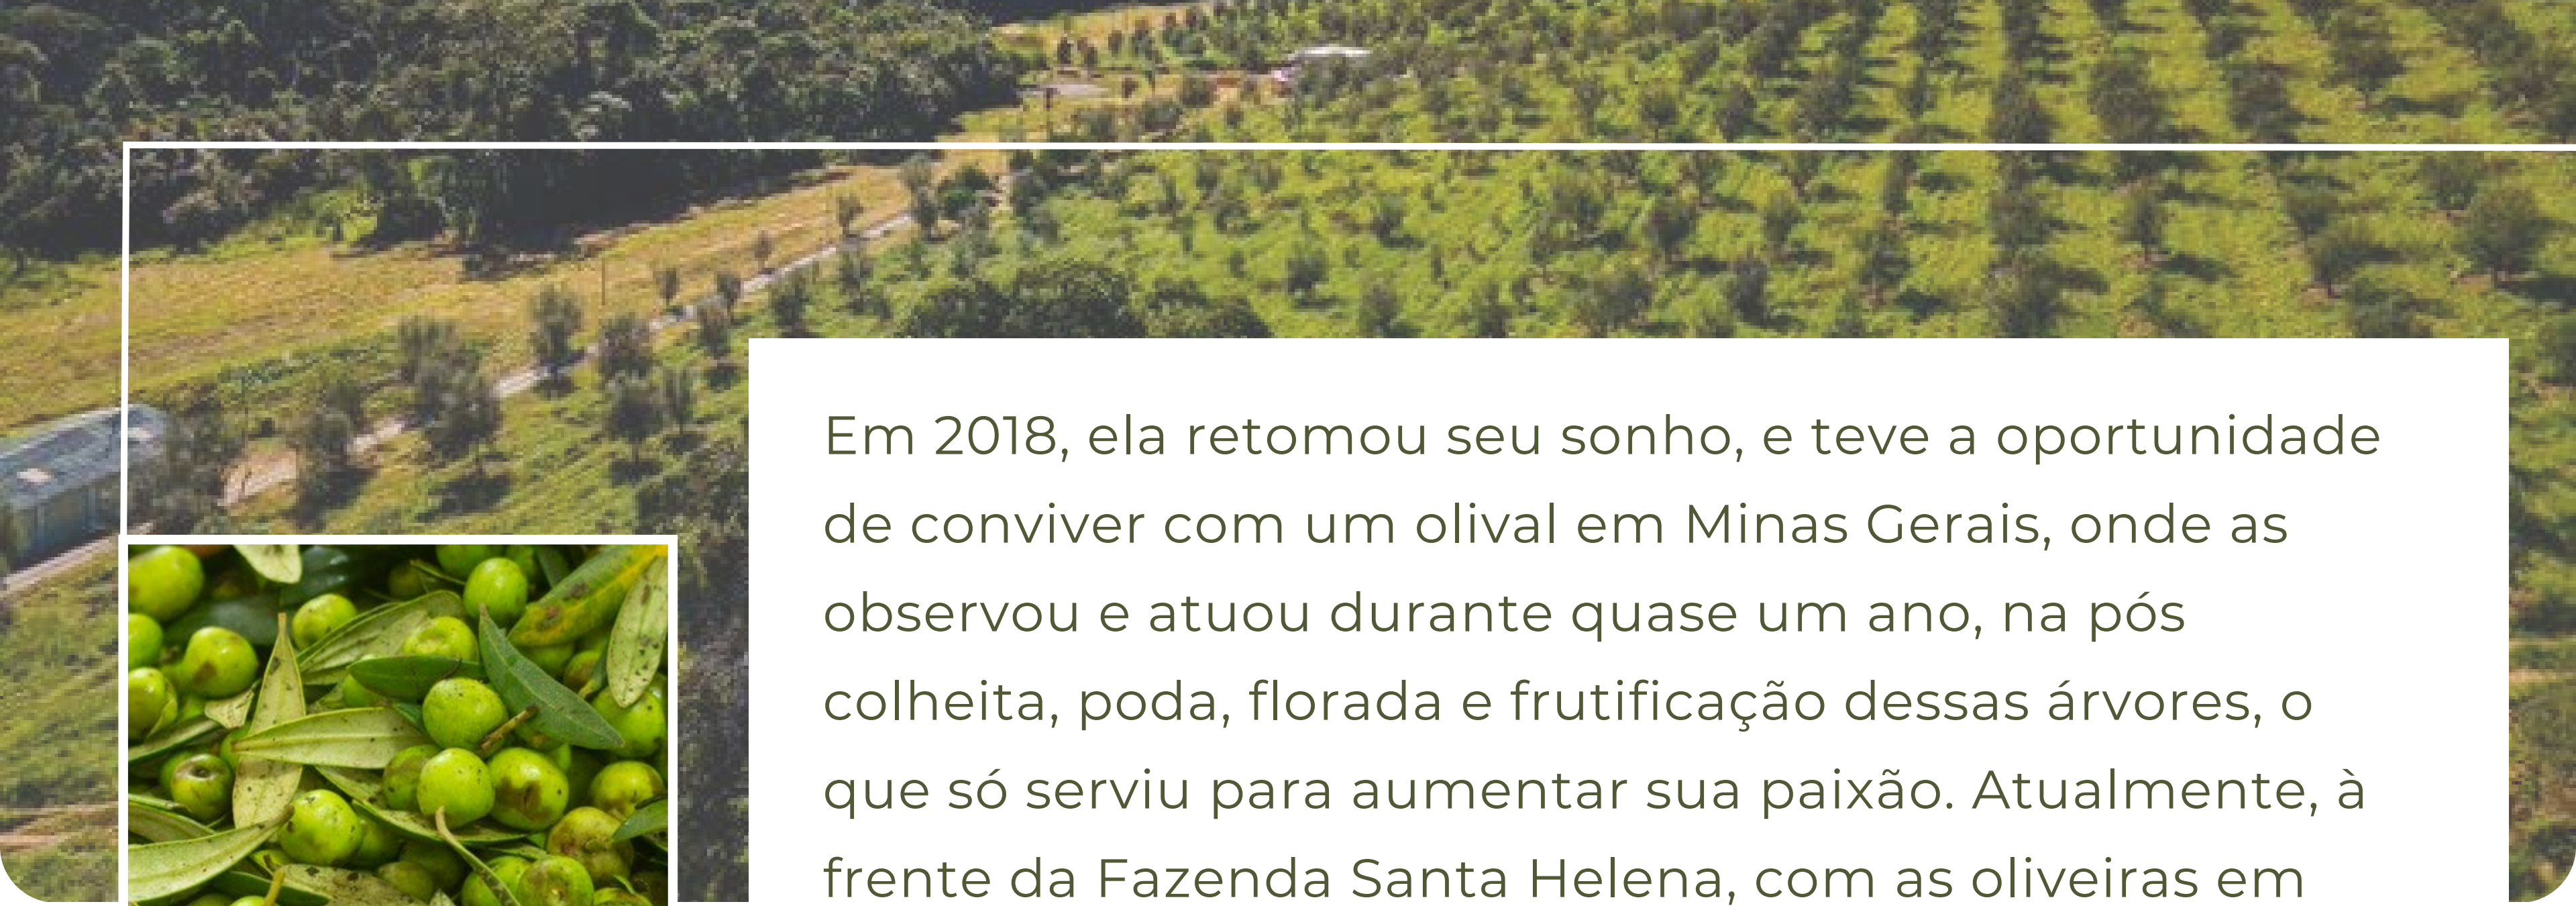 Em 2018, ela retomou seu sonho, e teve a oportunidade
de conviver com um olival em Minas Gerais, onde as
observou e atuou durante quase um ano, na pós
colheita, poda, florada e frutificação dessas árvores, o
que só serviu para aumentar sua paixão. Atualmente, à
frente da Fazenda Santa Helena, com as oliveiras em